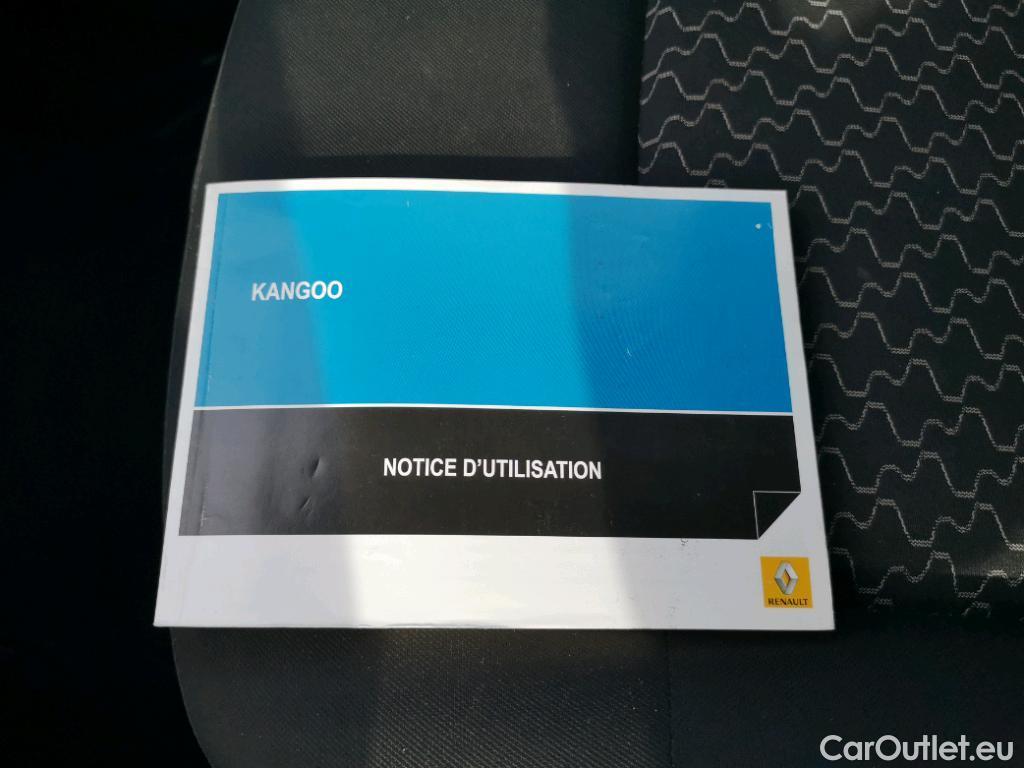 KANGOO
NOTICE D'UTILISATION
RENAULT
CarOutlet.eu